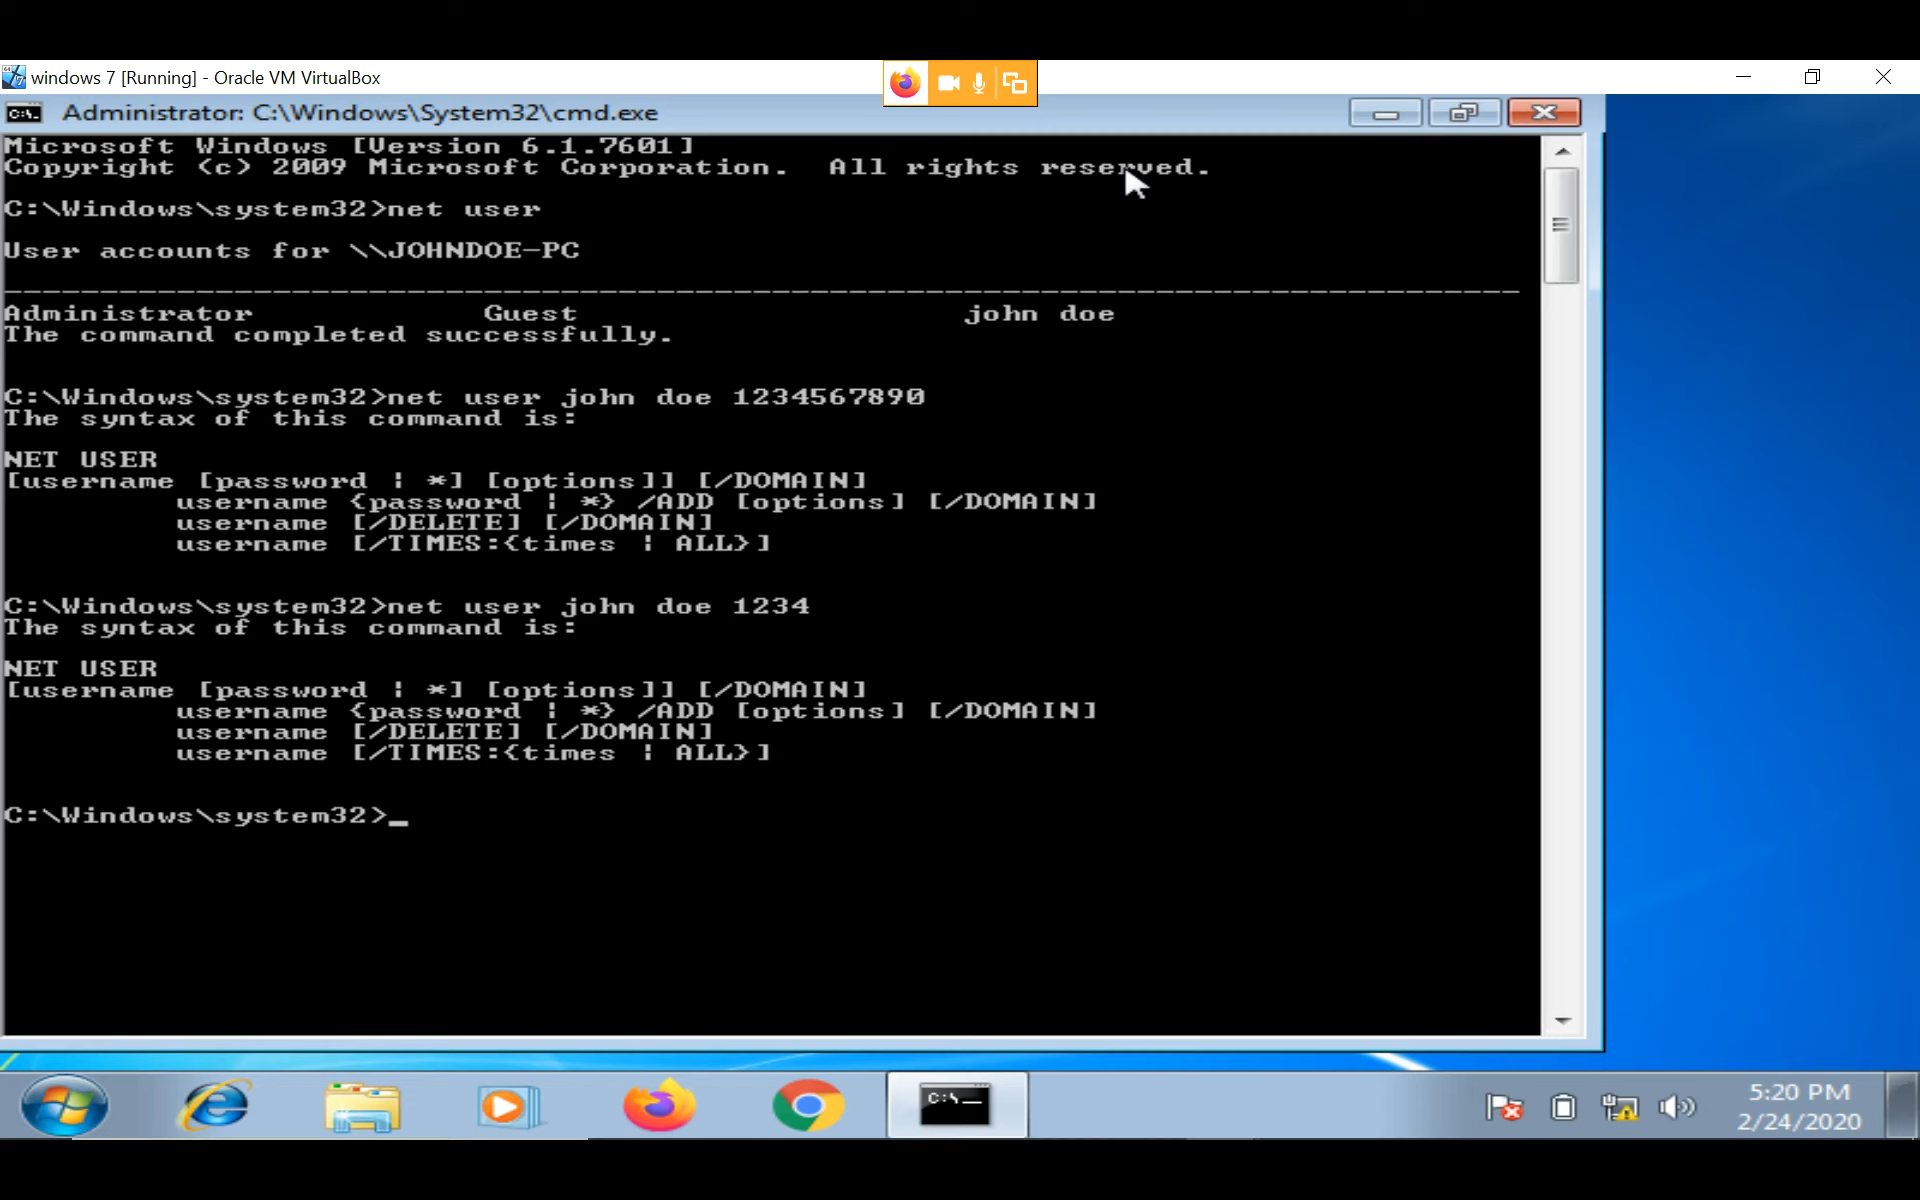 windows 7 [Running] - Oracle VM VirtualBox
Administrator: C:\Windows\System32\cmd.exe
Microsoft Windows [Version 6.1.7601]
Copyright (c) 2009 Microsoft Corporation.  All rights reserved.
C:\Windows\system32>net user
User accounts for \\JOHNDOE-PC
-------------------------------------------------------------------------------
Administrator            Guest                    john doe
The command completed successfully.
C:\Windows\system32>net user john doe 1234567890
The syntax of this command is:
NET USER
[username [password | *] [options]] [/DOMAIN]
         username {password | *} /ADD [options] [/DOMAIN]
         username [/DELETE] [/DOMAIN]
         username [/TIMES:{times | ALL}]
C:\Windows\system32>net user john doe 1234
The syntax of this command is:
NET USER
[username [password | *] [options]] [/DOMAIN]
         username {password | *} /ADD [options] [/DOMAIN]
         username [/DELETE] [/DOMAIN]
         username [/TIMES:{times | ALL}]
C:\Windows\system32>_
5:20 PM
2/24/2020